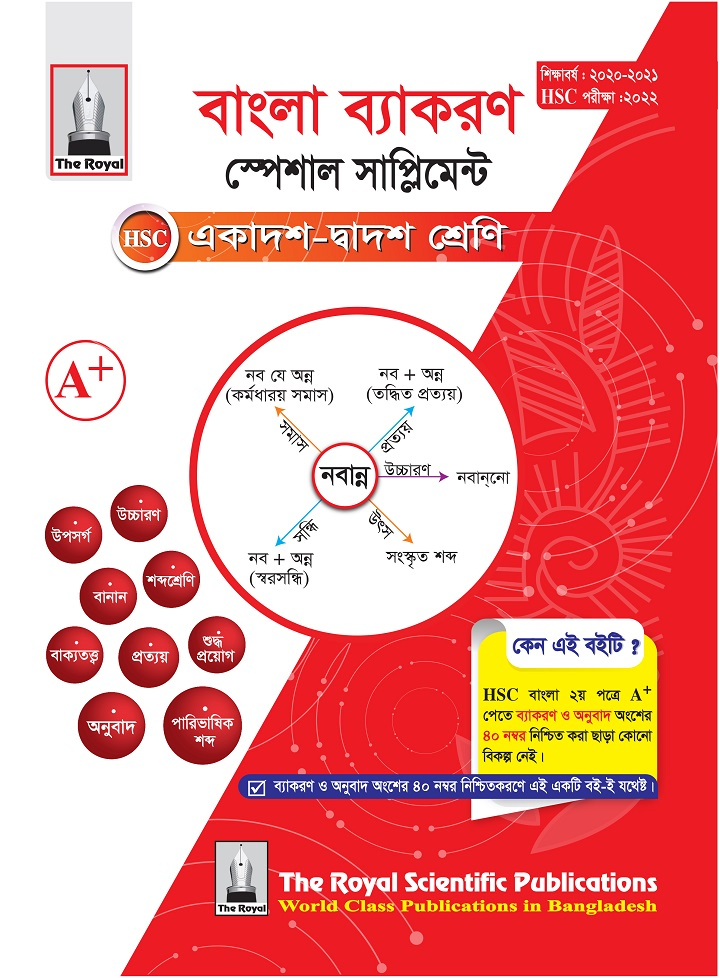 The Royal
শিক্ষাবর্ষ : ২০২০-২০২১
HSC পরীক্ষা :২০২২
বাংলা ব্যাকরণ
স্পেশাল সাপ্লিমেন্ট
HSC একাদশ-দ্বাদশ শ্রেণি
A+
নব যে অন্ন
(কর্মধারয় সমাস)
নব + অন্ন
(তদ্ধিত প্রত্যয়)
সমাস
প্রত্যয়
নবান্ন
উচ্চারণ
নবান্‌নো
সন্ধি
উৎস
নব + অন্ন
(স্বরসন্ধি)
সংস্কৃত শব্দ
উপসর্গ
উচ্চারণ
বানান
শব্দশ্রেণি
বাক্যতত্ত্ব
প্রত্যয়
শুদ্ধ
প্রয়োগ
অনুবাদ
পারিভাষিক
শব্দ
কেন এই বইটি ?
HSC বাংলা ২য় পত্রে A+
পেতে ব্যাকরণ ও অনুবাদ অংশের
৪০ নম্বর নিশ্চিত করা ছাড়া কোনো
বিকল্প নেই।
ব্যাকরণ ও অনুবাদ অংশের ৪০ নম্বর নিশ্চিতকরণে এই একটি বই-ই যথেষ্ট।
The Royal
The Royal Scientific Publications
World Class Publications in Bangladesh